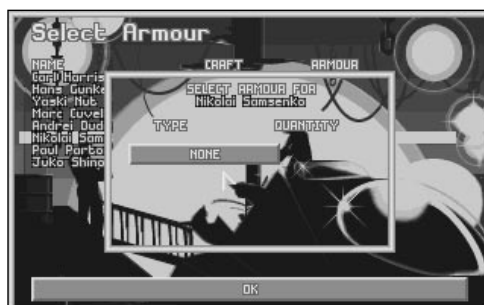 Select Armour
NAME CRAFT ARMOUR
Carl Harris
Hans Gunke
SELECT ARMOUR FOR
Yaski Nut
Nikolai Samsenko
Marc Cuvel
Andrei Dud
TYPE QUANTITY
Nikolai Sam
Paul Parto
NONE
Juko Shino
OK